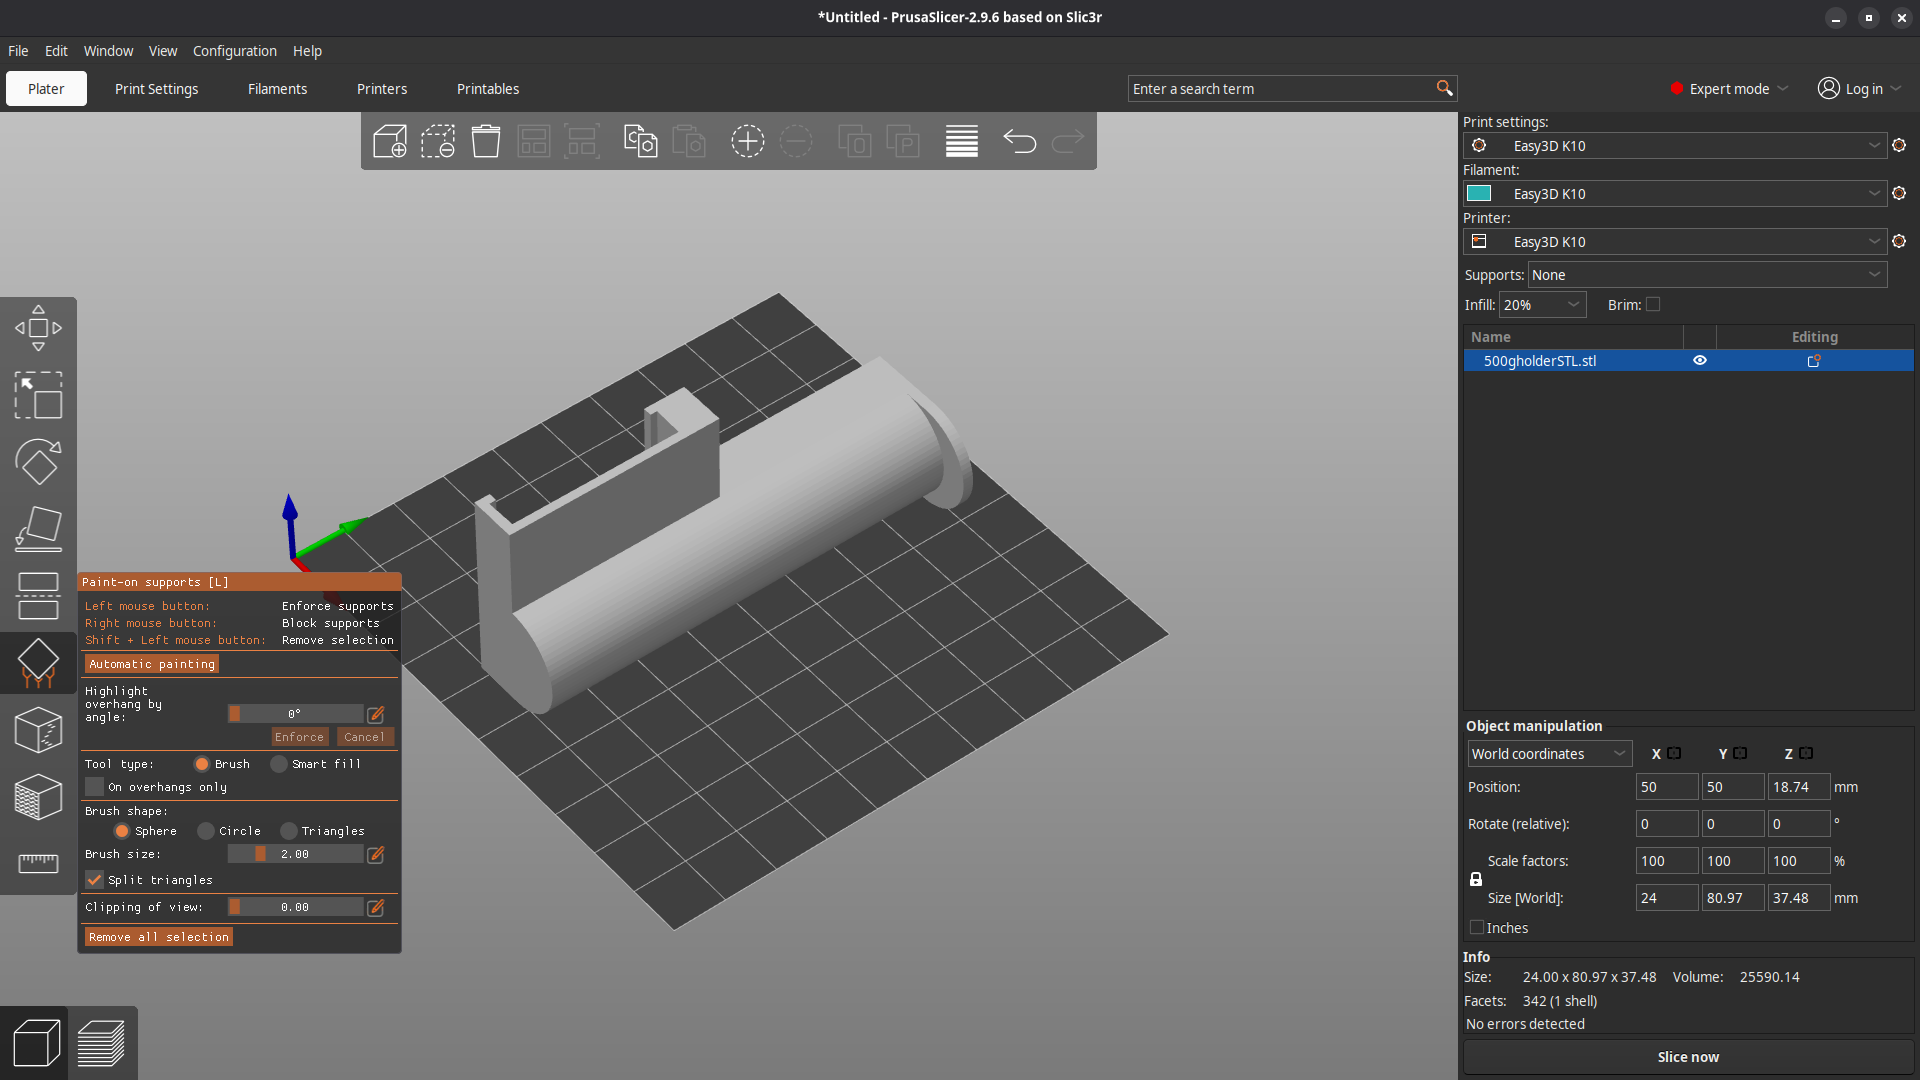 *Untitled - PrusaSlicer-2.9.6 based on Slic3r
File Edit Window View Configuration Help
Plater Print Settings Filaments Printers Printables Enter a search term Expert mode Log in
O P
Print settings:
Easy3D K10
Filament:
Easy3D K10
Printer:
Easy3D K10
Supports: None
Infill: 20% Brim:
Name Editing
500gholderSTL.stl
Paint-on supports [L]
Left mouse button: Enforce supports
Right mouse button: Block supports
Shift + Left mouse button: Remove selection
Automatic painting
Highlight
overhang by
angle: 0°
Enforce Cancel
Tool type: Brush Smart fill
On overhangs only
Brush shape:
Sphere Circle Triangles
Brush size: 2.00
Split triangles
Clipping of view: 0.00
Remove all selection
Object manipulation
World coordinates X Y Z
Position: 50 50 18.74 mm
Rotate (relative): 0 0 0 °
Scale factors: 100 100 100 %
Size [World]: 24 80.97 37.48 mm
Inches
Info
Size: 24.00 x 80.97 x 37.48 Volume: 25590.14
Facets: 342 (1 shell)
No errors detected
Slice now